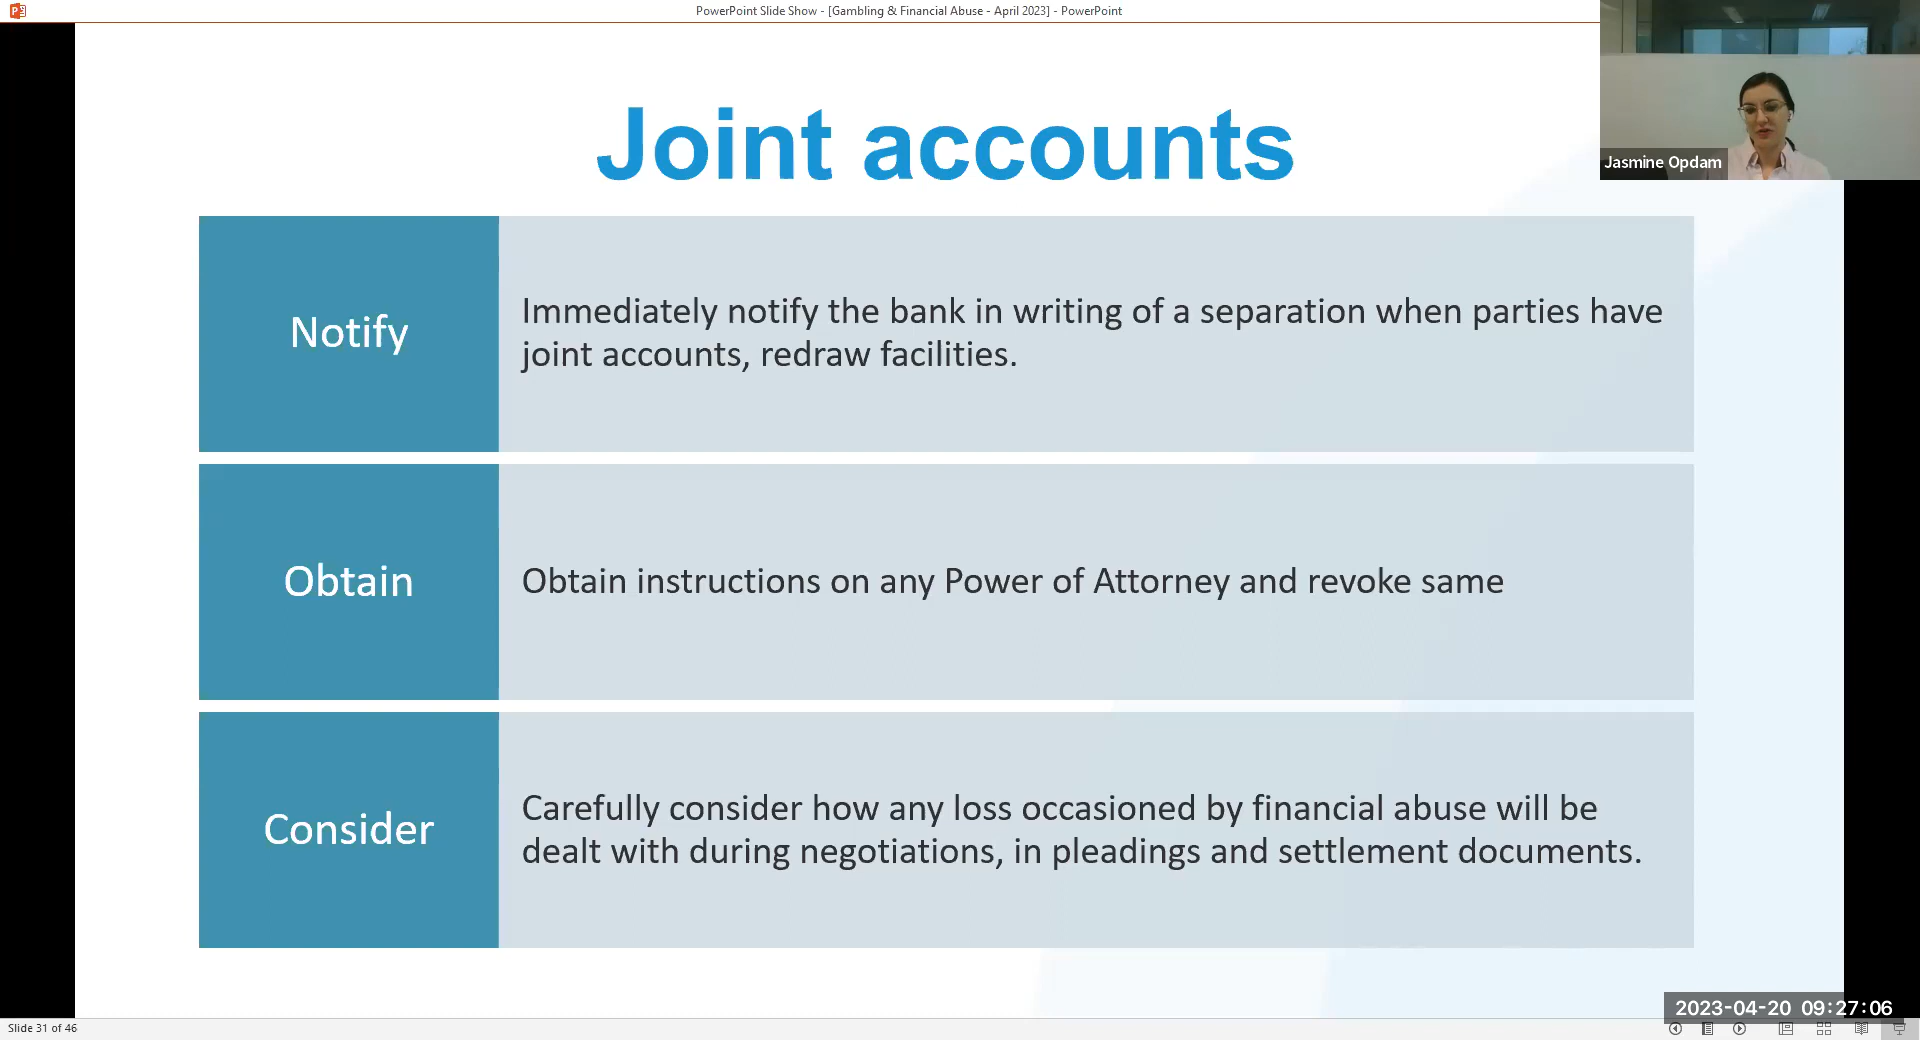 PowerPoint Slide Show - [Gambling & Financial Abuse - April 2023] - PowerPoint
Jasmine Opdam
Joint accounts
Notify
Immediately notify the bank in writing of a separation when parties have
joint accounts, redraw facilities.
Obtain
Obtain instructions on any Power of Attorney and revoke same
Consider
Carefully consider how any loss occasioned by financial abuse will be
dealt with during negotiations, in pleadings and settlement documents.
2023-04-20 09:27:06
Slide 31 of 46